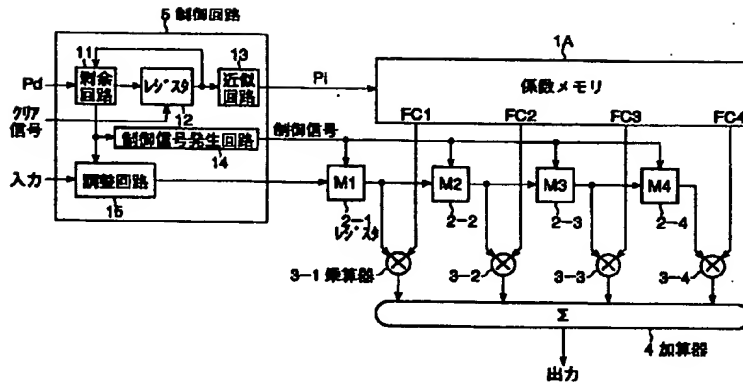 5 制御回路
11
13
1A
Pd
剰余
回路
レジスタ
近似
回路
Pi
係数メモリ
12
クリア
信号
FC1
FC2
FC3
FC4
制御信号発生回路
制御信号
14
入力
調整回路
M1
M2
M3
M4
15
2-1
レジスタ
2-2
2-3
2-4
3-1 乗算器
3-2
3-3
3-4
Σ
4 加算器
出力